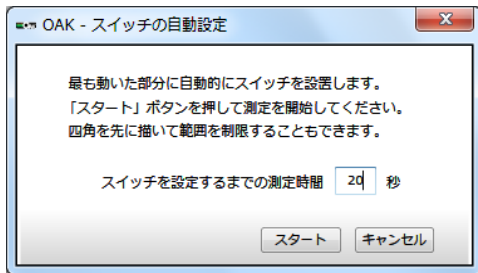 OAK - スイッチの自動設定
最も動いた部分に自動的にスイッチを設置します。
「スタート」ボタンを押して測定を開始してください。
四角を先に描いて範囲を制限することもできます。
スイッチを設定するまでの測定時間 20 秒
スタート キャンセル